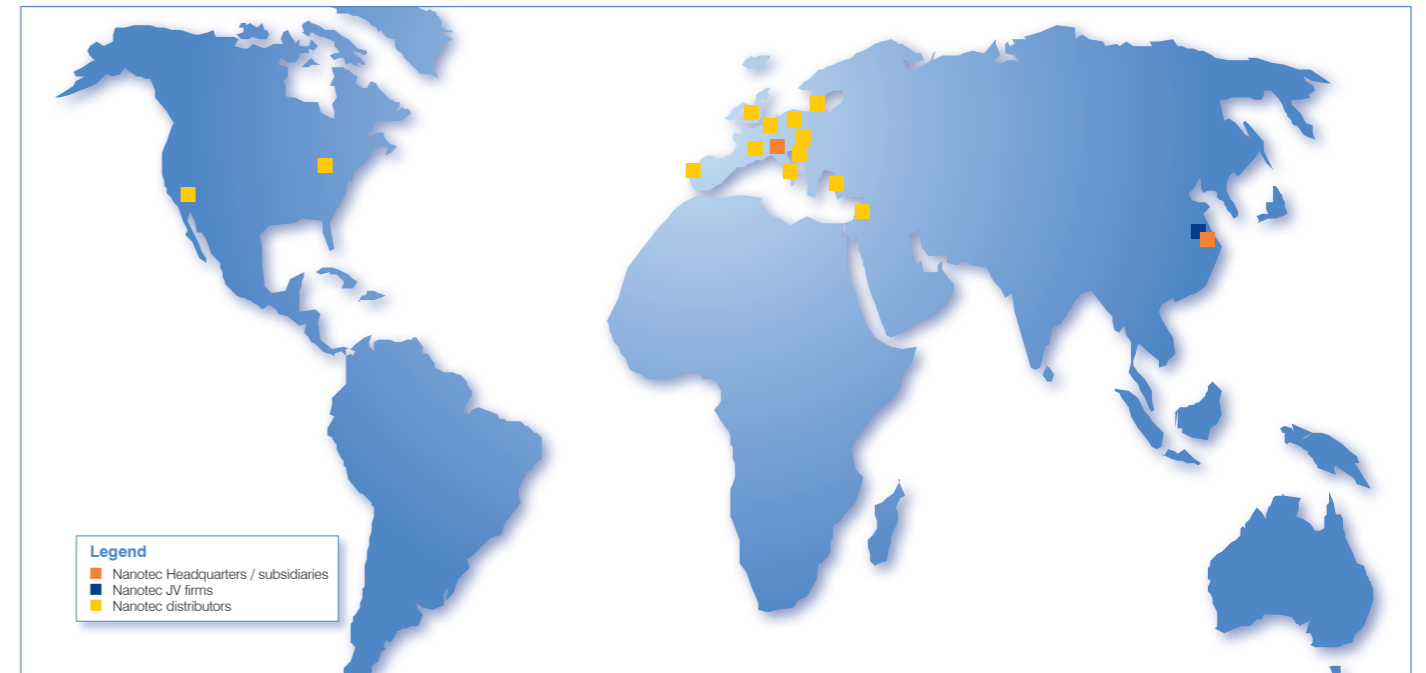 Legend
Nanotec Headquarters / subsidiaries
Nanotec JV firms
Nanotec distributors